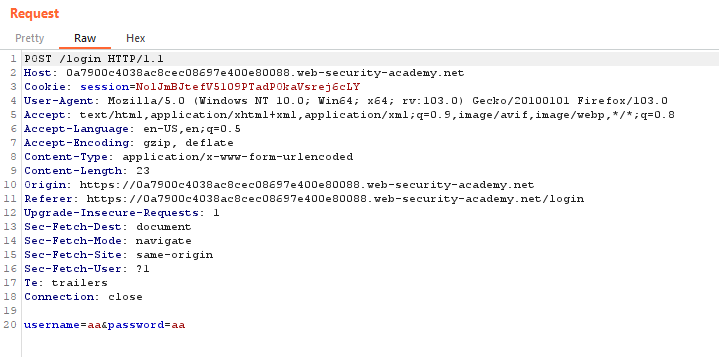 Request
Pretty Raw Hex
1 POST /login HTTP/1.1
2 Host: 0a7900c4038ac8cec08697e400e80088.web-security-academy.net
3 Cookie: session=NolJmBJtefV5lO9PTadP0kaVsrej6cLY
4 User-Agent: Mozilla/5.0 (Windows NT 10.0; Win64; x64; rv:103.0) Gecko/20100101 Firefox/103.0
5 Accept: text/html,application/xhtml+xml,application/xml;q=0.9,image/avif,image/webp,*/*;q=0.8
6 Accept-Language: en-US,en;q=0.5
7 Accept-Encoding: gzip, deflate
8 Content-Type: application/x-www-form-urlencoded
9 Content-Length: 23
10 Origin: https://0a7900c4038ac8cec08697e400e80088.web-security-academy.net
11 Referer: https://0a7900c4038ac8cec08697e400e80088.web-security-academy.net/login
12 Upgrade-Insecure-Requests: 1
13 Sec-Fetch-Dest: document
14 Sec-Fetch-Mode: navigate
15 Sec-Fetch-Site: same-origin
16 Sec-Fetch-User: ?1
17 Te: trailers
18 Connection: close
19
20 username=aa&password=aa